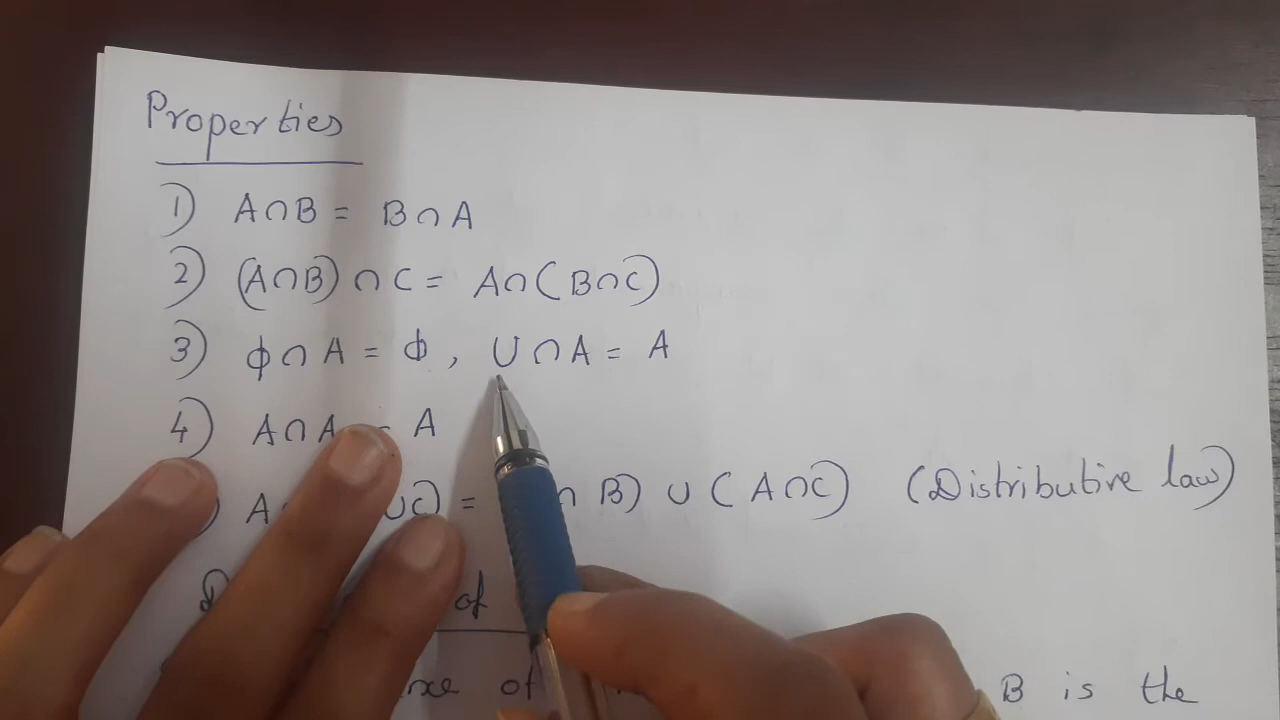 Properties
1) A∩B = B∩A
2) (A∩B)∩C = A∩(B∩C)
3) ϕ∩A = ϕ, U∩A = A
4) A∩A = A
A UC) = ∩ B) ∪ (A∩C) (Distributive law)
of
of B is the